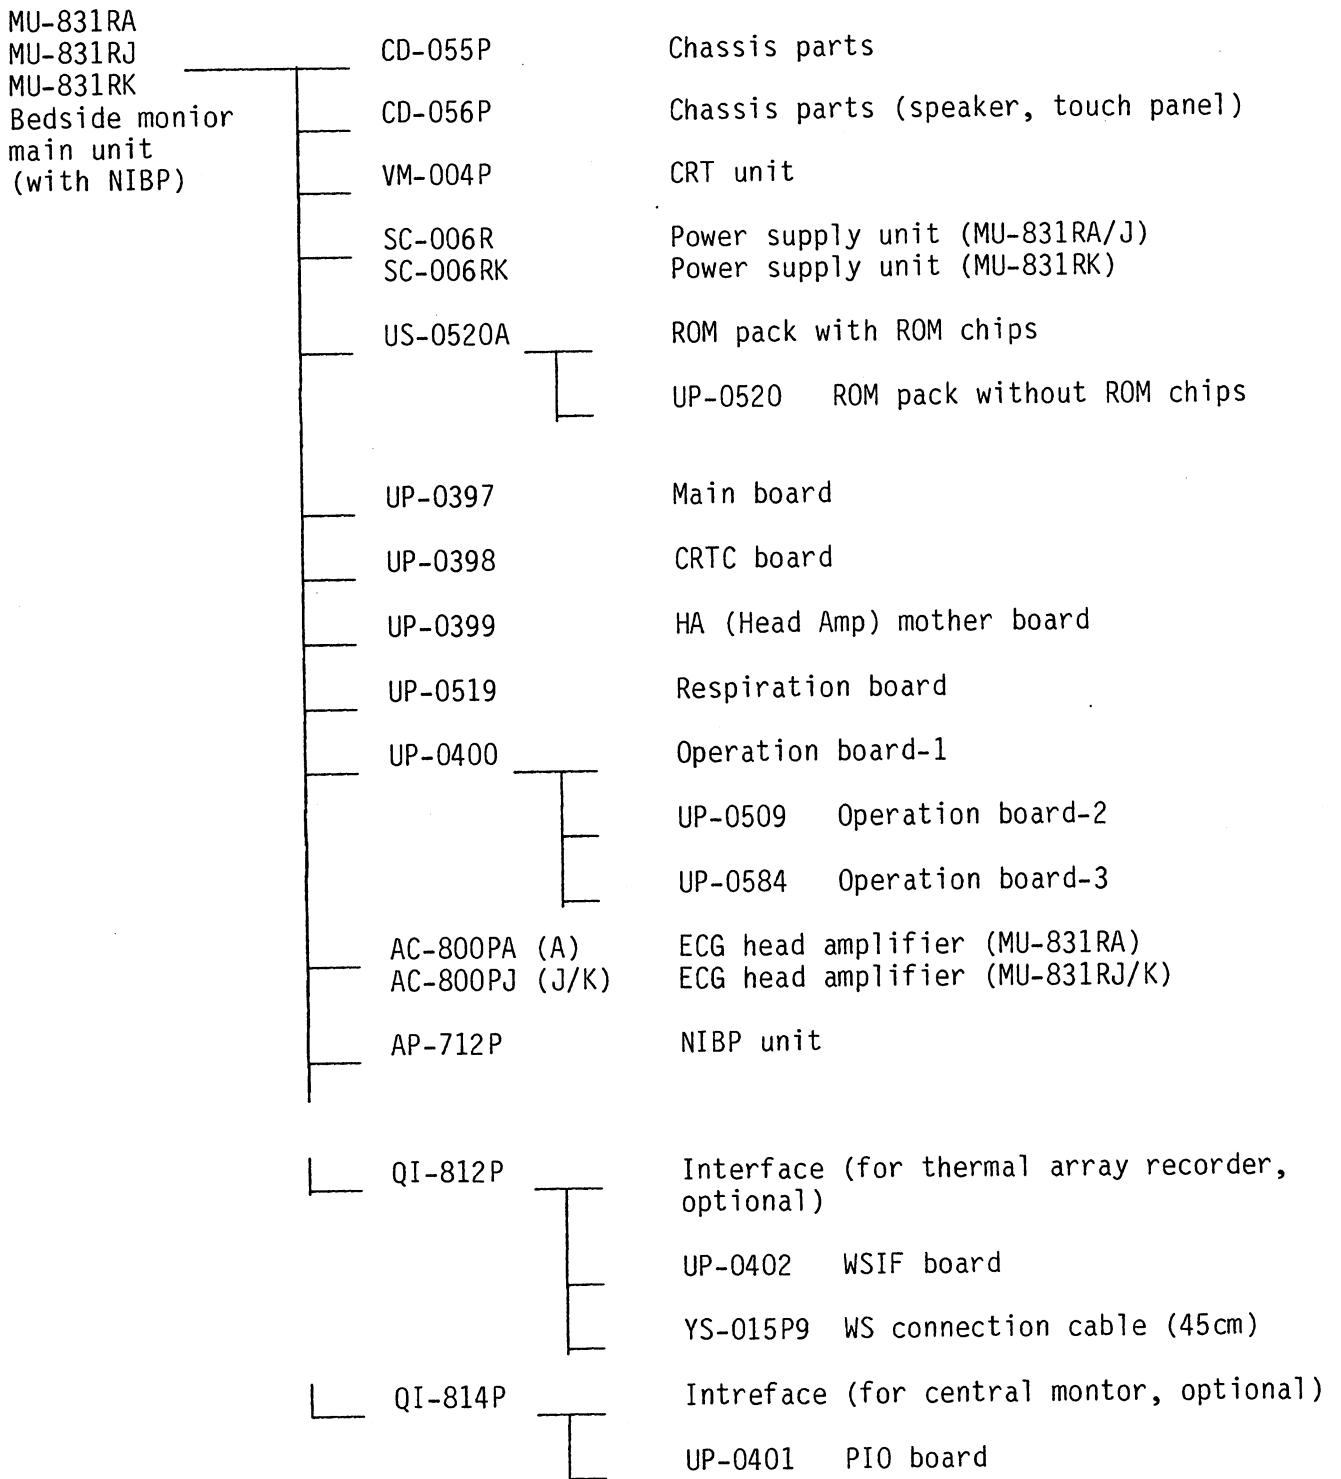 MU-831RA
MU-831RJ
MU-831RK
Bedside monior
main unit
(with NIBP)
CD-055P Chassis parts
CD-056P Chassis parts (speaker, touch panel)
VM-004P CRT unit
SC-006R Power supply unit (MU-831RA/J)
SC-006RK Power supply unit (MU-831RK)
US-0520A ROM pack with ROM chips
UP-0520 ROM pack without ROM chips
UP-0397 Main board
UP-0398 CRTC board
UP-0399 HA (Head Amp) mother board
UP-0519 Respiration board
UP-0400 Operation board-1
UP-0509 Operation board-2
UP-0584 Operation board-3
AC-800PA (A) ECG head amplifier (MU-831RA)
AC-800PJ (J/K) ECG head amplifier (MU-831RJ/K)
AP-712P NIBP unit
QI-812P Interface (for thermal array recorder,
optional)
UP-0402 WSIF board
YS-015P9 WS connection cable (45cm)
QI-814P Intreface (for central montor, optional)
UP-0401 PIO board